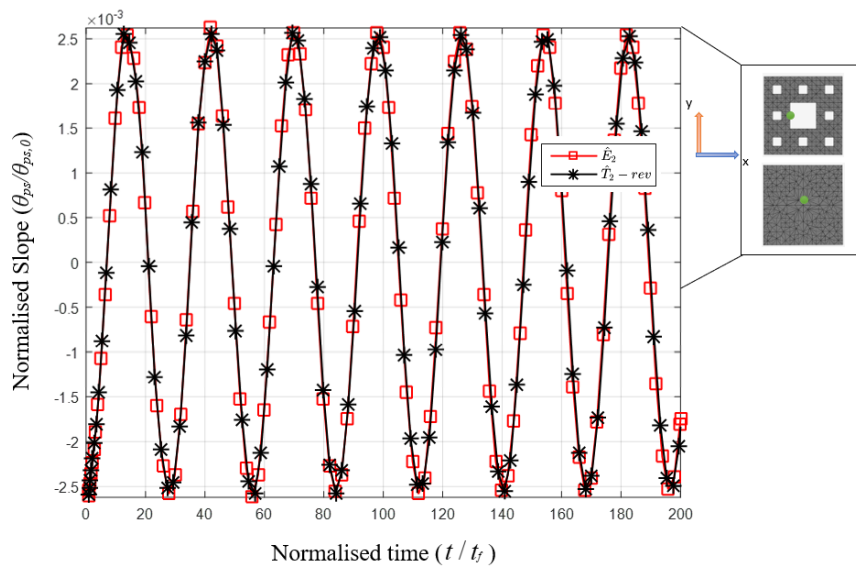 ×10⁻³
2.5
2
1.5
1
0.5
0
-0.5
-1
-1.5
-2
-2.5
Normalised Slope (θps/θps,0)
0 20 40 60 80 100 120 140 160 180 200
Normalised time (t / tf)
Ê₂
T̂₂ − rev
y
x